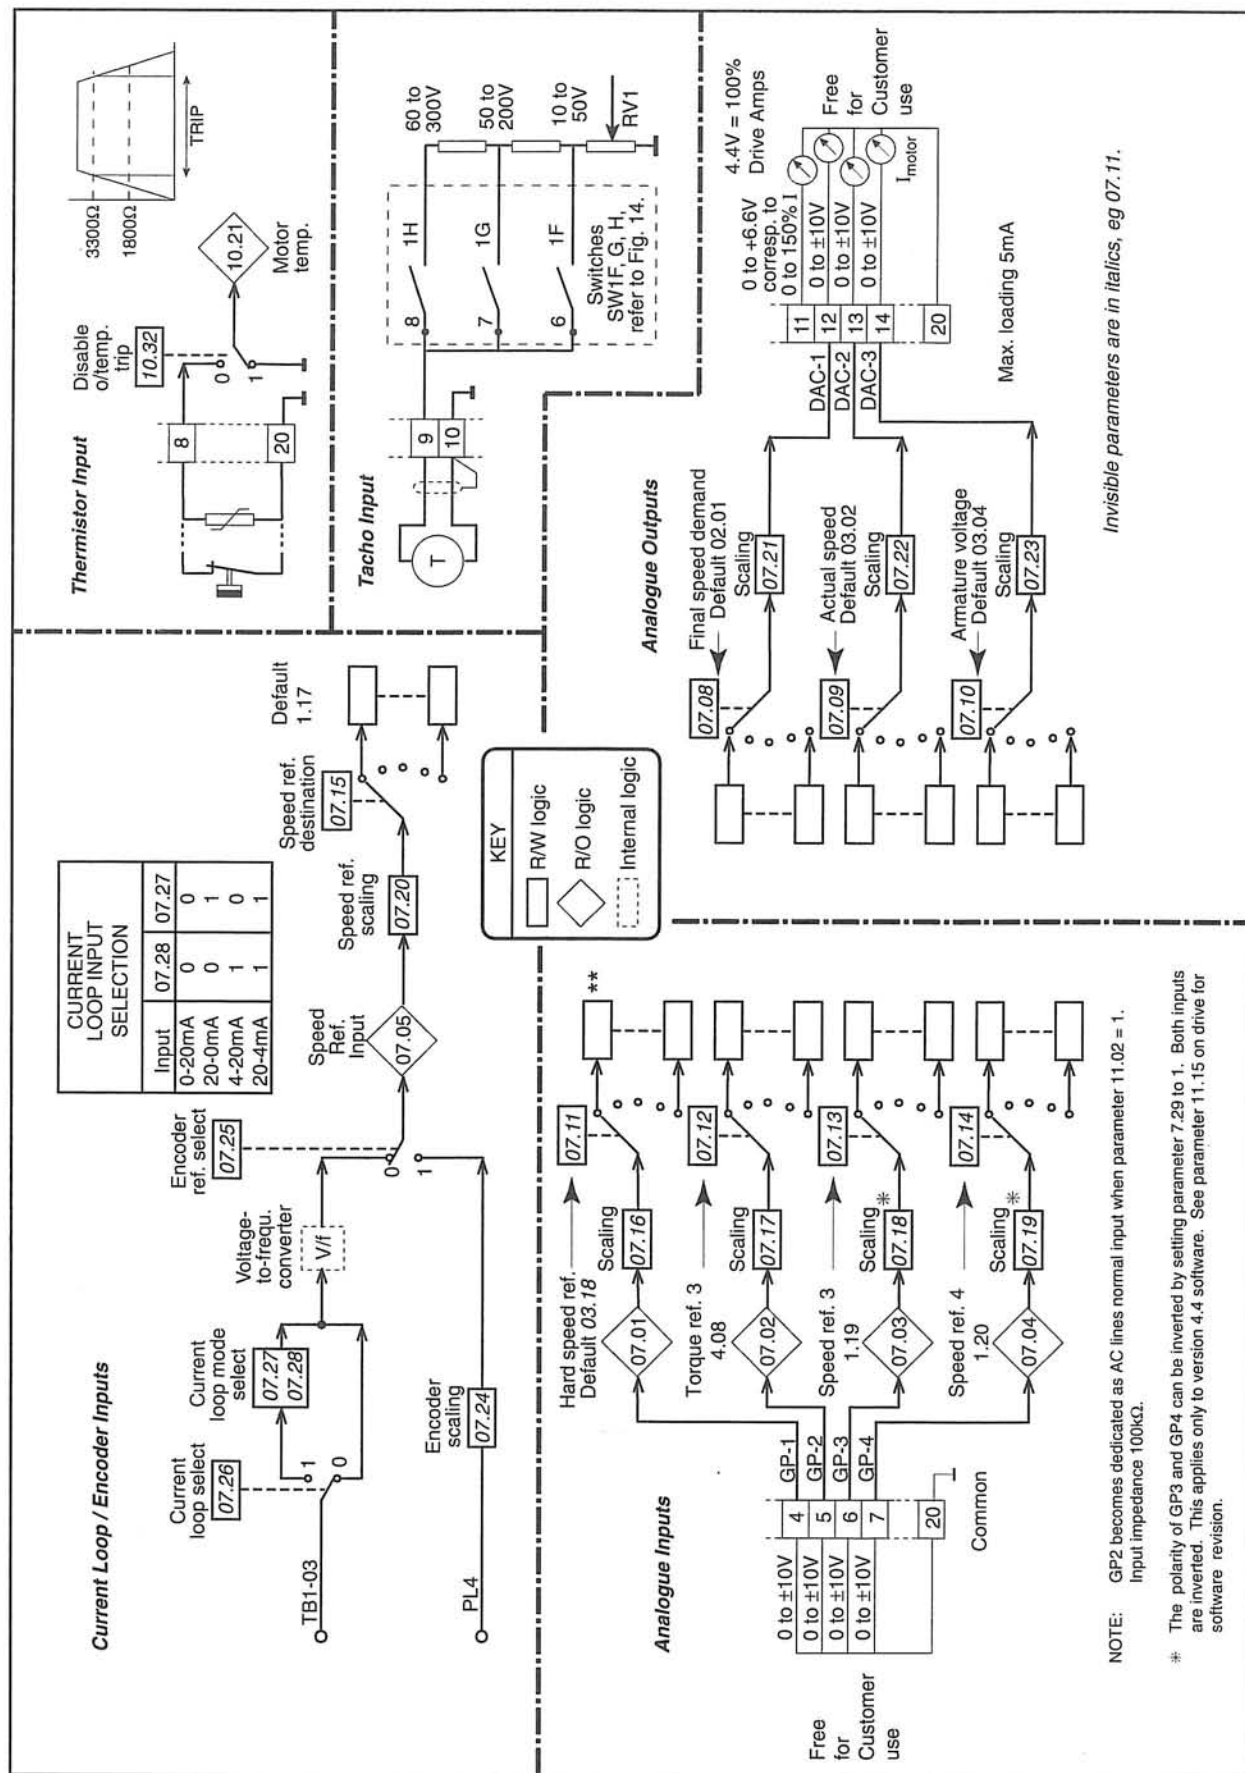 Current Loop / Encoder Inputs
CURRENT
LOOP INPUT
SELECTION
Input 07.28 07.27
0-20mA 0 0
20-0mA 0 1
4-20mA 1 0
20-4mA 1 1
TB1-03
Current
loop select
07.26
1
0
Current
loop mode
select
07.27
07.28
Voltage-
to-frequ.
converter
V/f
Encoder
ref. select
07.25
0
1
PL4
Encoder
scaling
07.24
Speed
Ref.
Input
07.05
Speed ref.
scaling
07.20
Speed ref.
destination
07.15
Default
1.17
Thermistor Input
8
20
Disable
o/temp.
trip
10.32
0
1
10.21
Motor
temp.
3300Ω
1800Ω
TRIP
Tacho Input
T
9
10
8
7
6
1H
1G
1F
Switches
SW1F, G, H,
refer to Fig. 14.
60 to
300V
50 to
200V
10 to
50V
RV1
KEY
R/W logic
R/O logic
Internal logic
Analogue Inputs
Free
for
Customer
use
0 to ±10V
0 to ±10V
0 to ±10V
0 to ±10V
4
5
6
7
20
Common
GP-1
GP-2
GP-3
GP-4
Hard speed ref.
Default 03.18
07.01
Scaling
07.16
07.11
**
Torque ref. 3
4.08
07.02
Scaling
07.17
07.12
Speed ref. 3
1.19
07.03
Scaling
07.18
*
07.13
Speed ref. 4
1.20
07.04
Scaling
07.19
*
07.14
Analogue Outputs
07.08
Final speed demand
Default 02.01
Scaling
07.21
07.09
Actual speed
Default 03.02
Scaling
07.22
07.10
Armature voltage
Default 03.04
Scaling
07.23
DAC-1
DAC-2
DAC-3
11
12
13
14
20
0 to +6.6V
corresp. to
0 to 150% I
0 to ±10V
0 to ±10V
0 to ±10V
4.4V = 100%
Drive Amps
Imotor
Free
for
Customer
use
Max. loading 5mA
Invisible parameters are in italics, eg 07.11.
NOTE: GP2 becomes dedicated as AC lines normal input when parameter 11.02 = 1.
Input impedance 100kΩ.
* The polarity of GP3 and GP4 can be inverted by setting parameter 7.29 to 1. Both inputs
are inverted. This applies only to version 4.4 software. See parameter 11.15 on drive for
software revision.